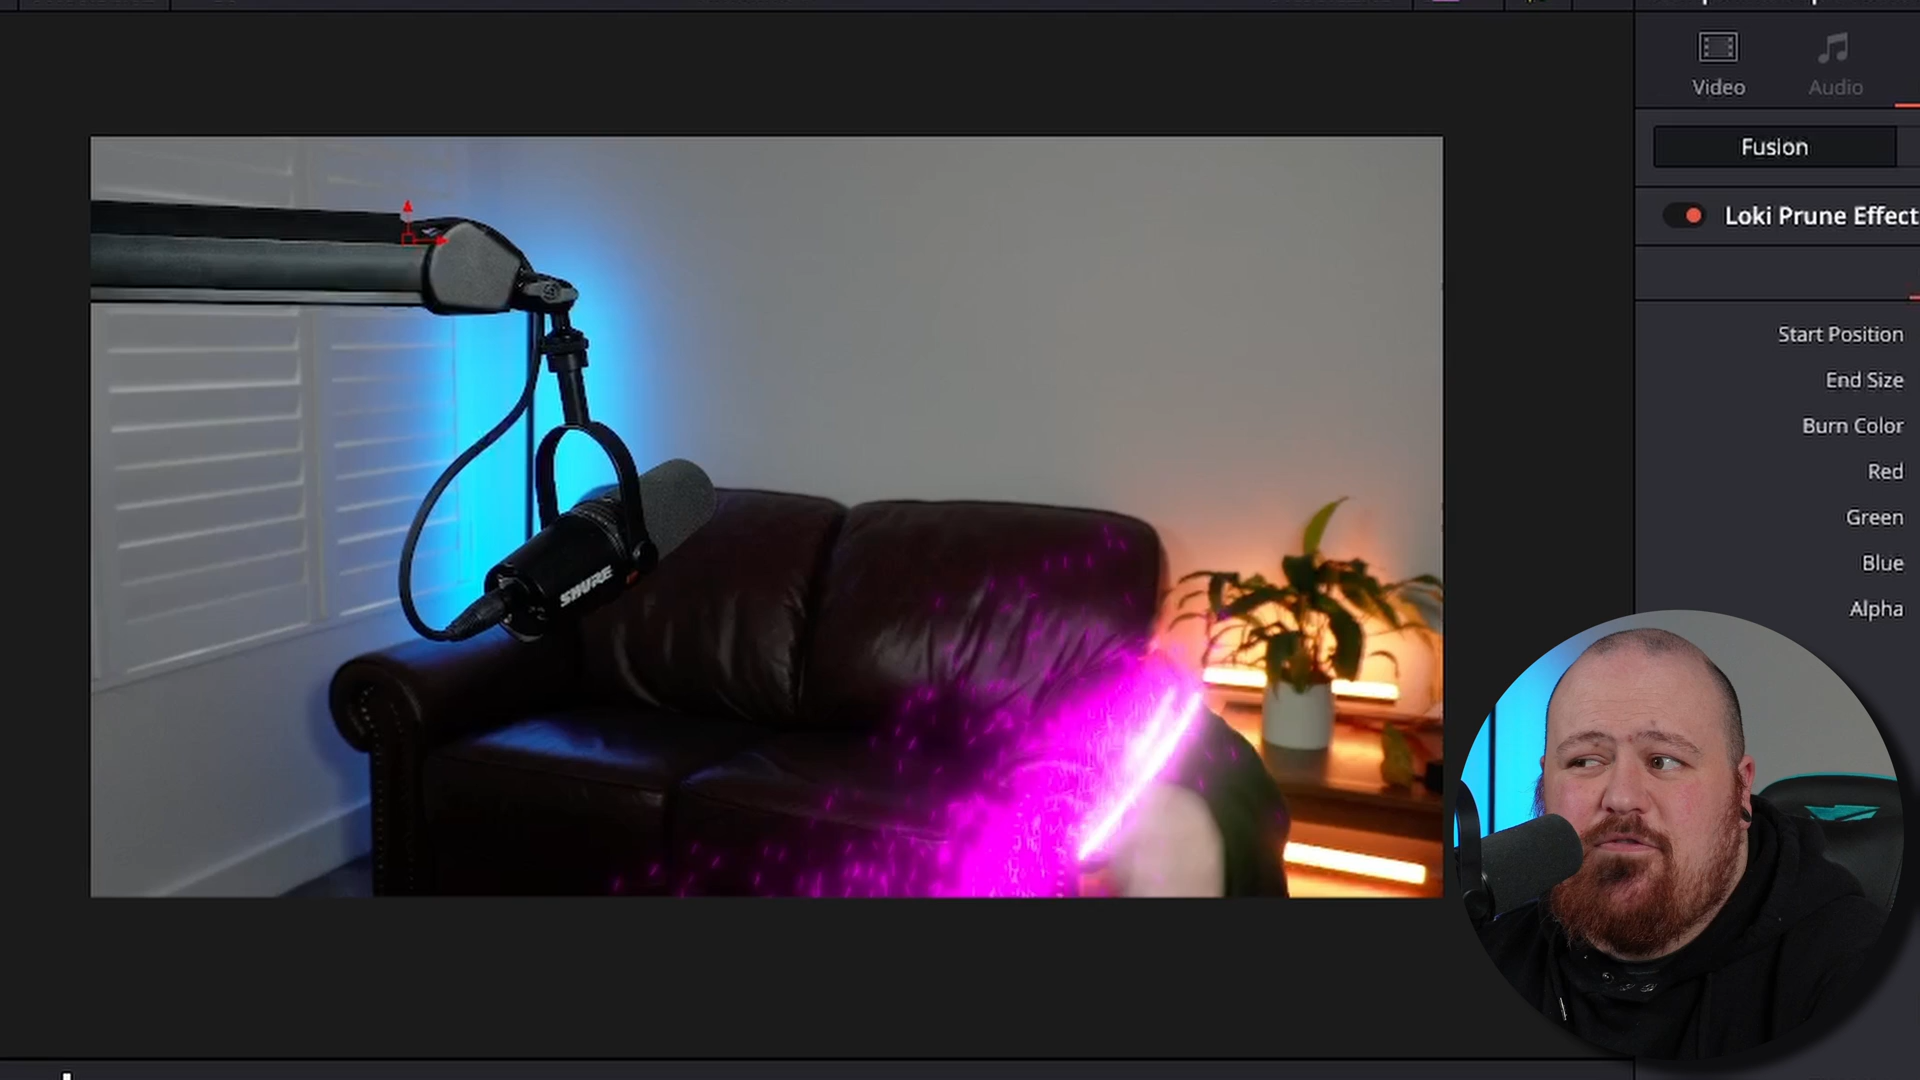 Video
Audio
Fusion
Loki Prune Effect
Start Position
End Size
Burn Color
Red
Green
Blue
Alpha
SHURE